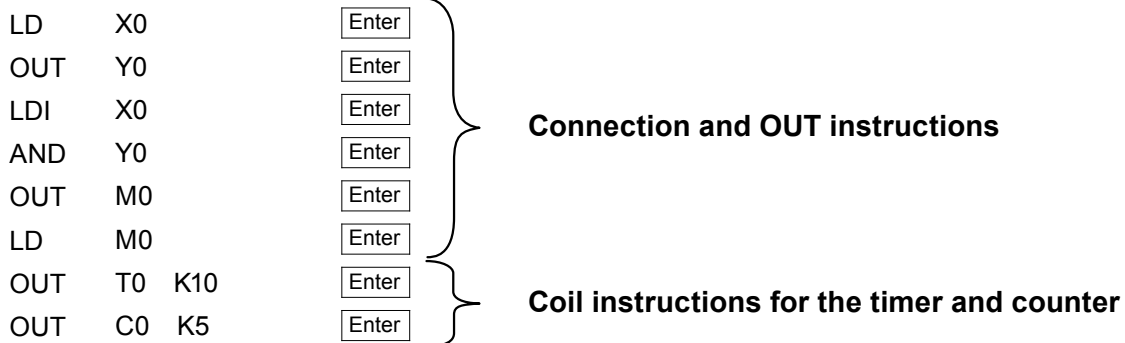 LD X0 Enter
OUT Y0 Enter
LDI X0 Enter
AND Y0 Enter
OUT M0 Enter
LD M0 Enter
Connection and OUT instructions
OUT T0 K10 Enter
OUT C0 K5 Enter
Coil instructions for the timer and counter